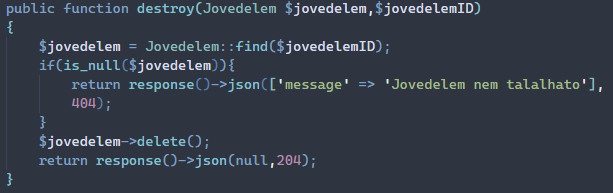 public function destroy(Jovedelem $jovedelem,$jovedelemID)
{
    $jovedelem = Jovedelem::find($jovedelemID);
    if(is_null($jovedelem)){
        return response()->json(['message' => 'Jovedelem nem talalhato'],
        404);
    }
    $jovedelem->delete();
    return response()->json(null,204);
}